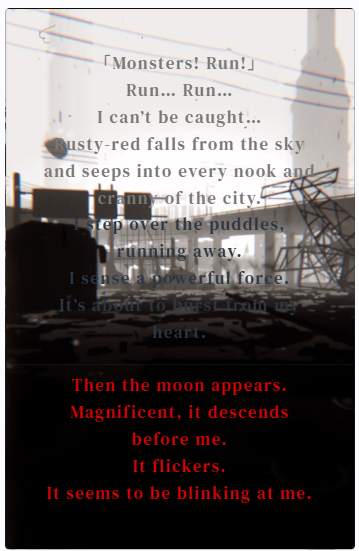 「Monsters! Run!」
Run... Run...
I can't be caught...
Rusty-red falls from the sky
and seeps into every nook and
cranny of the city.
I step over the puddles,
running away.
I sense a powerful force.
It's about to burst from my
heart.
Then the moon appears.
Magnificent, it descends
before me.
It flickers.
It seems to be blinking at me.